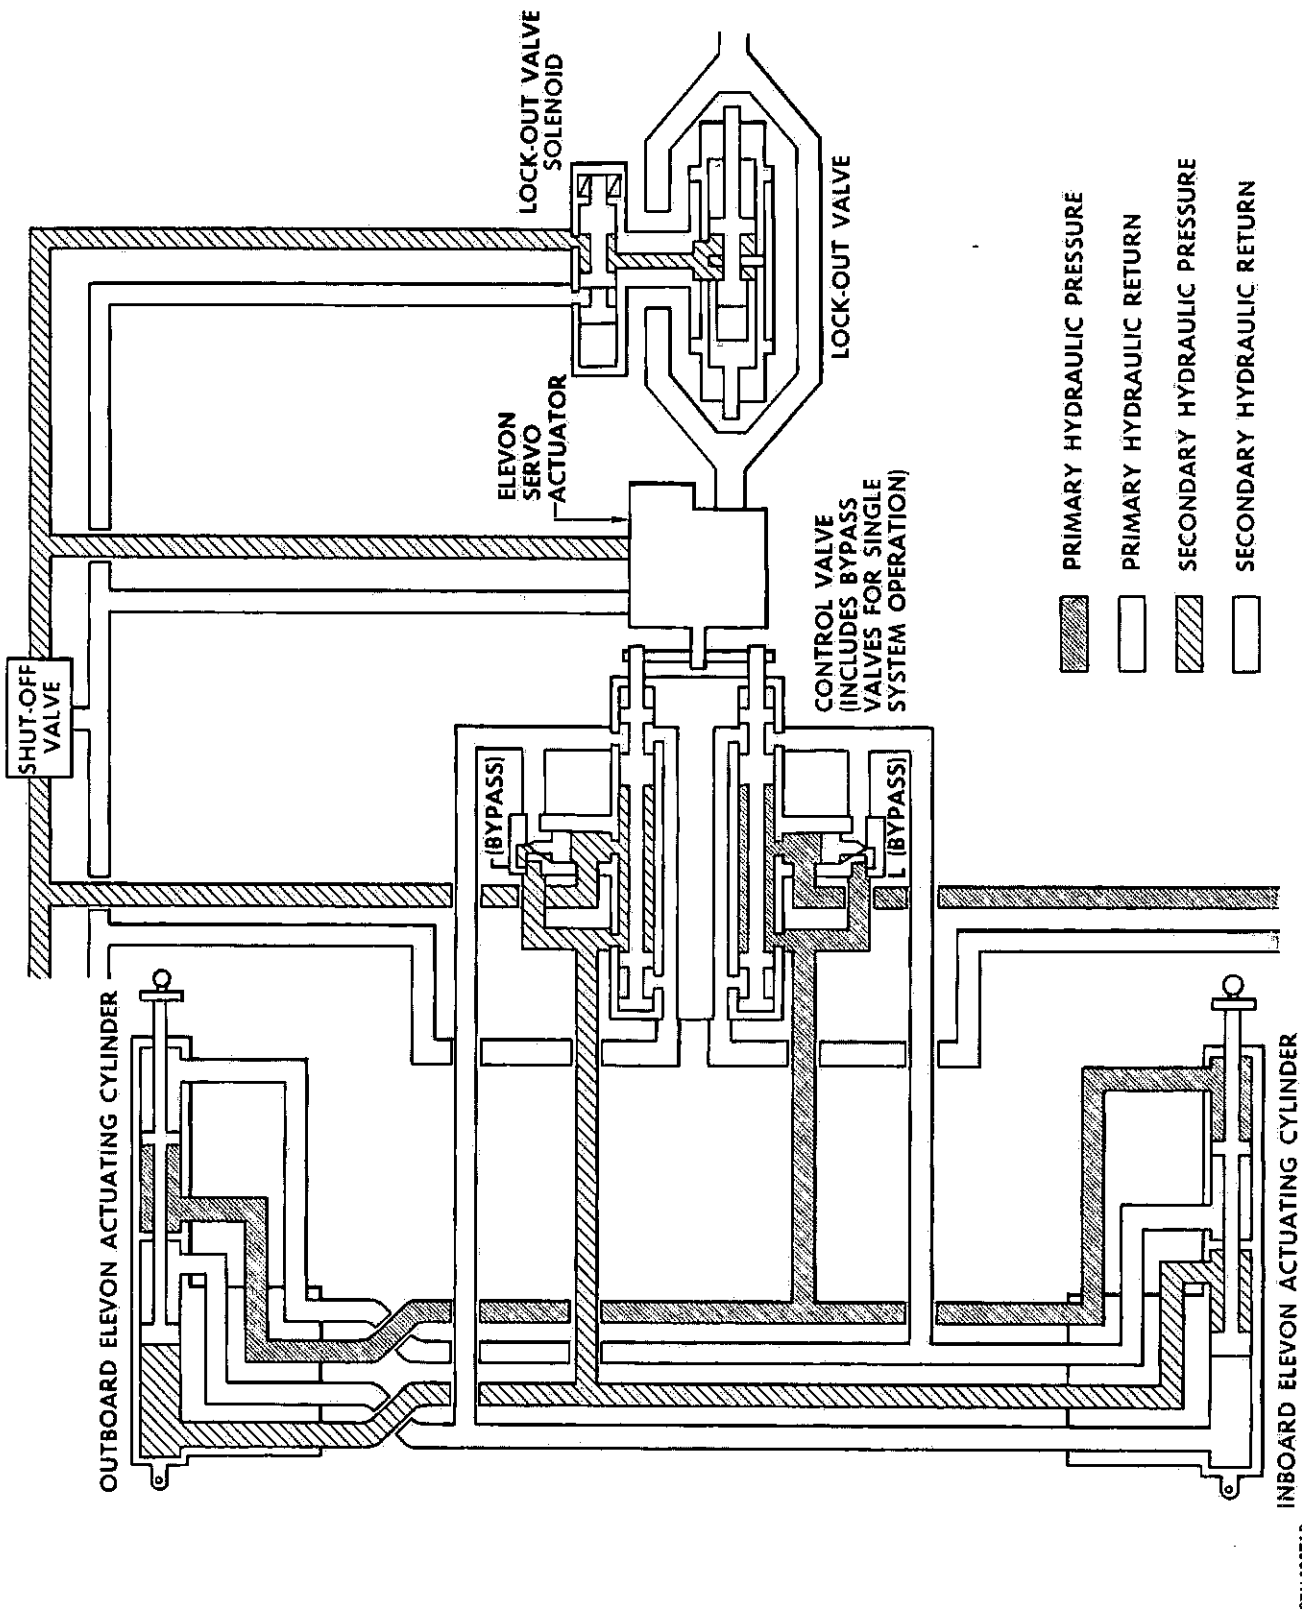 OUTBOARD ELEVON ACTUATING CYLINDER
SHUT-OFF
VALVE
LOCK-OUT VALVE
SOLENOID
ELEVON
SERVO
ACTUATOR
(BYPASS)
(BYPASS)
CONTROL VALVE
(INCLUDES BYPASS
VALVES FOR SINGLE
SYSTEM OPERATION)
LOCK-OUT VALVE
PRIMARY HYDRAULIC PRESSURE
PRIMARY HYDRAULIC RETURN
SECONDARY HYDRAULIC PRESSURE
SECONDARY HYDRAULIC RETURN
INBOARD ELEVON ACTUATING CYLINDER